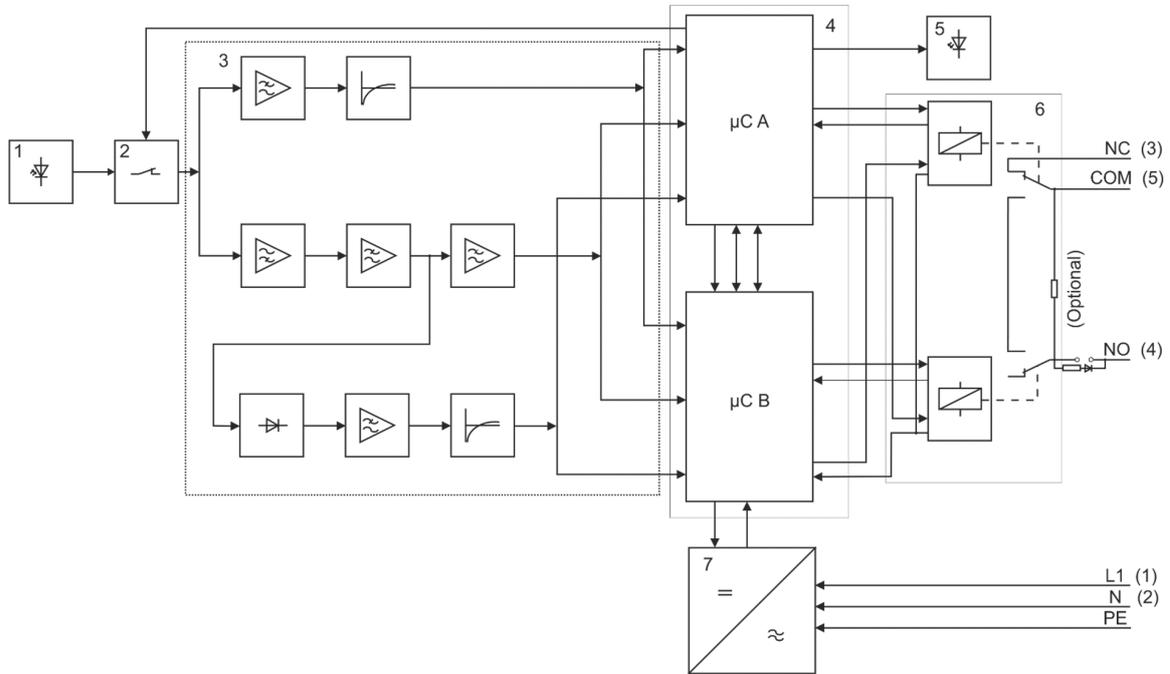 1
2
3
4
5
6
µC A
NC (3)
COM (5)
(Optional)
NO (4)
µC B
7
L1 (1)
N (2)
PE